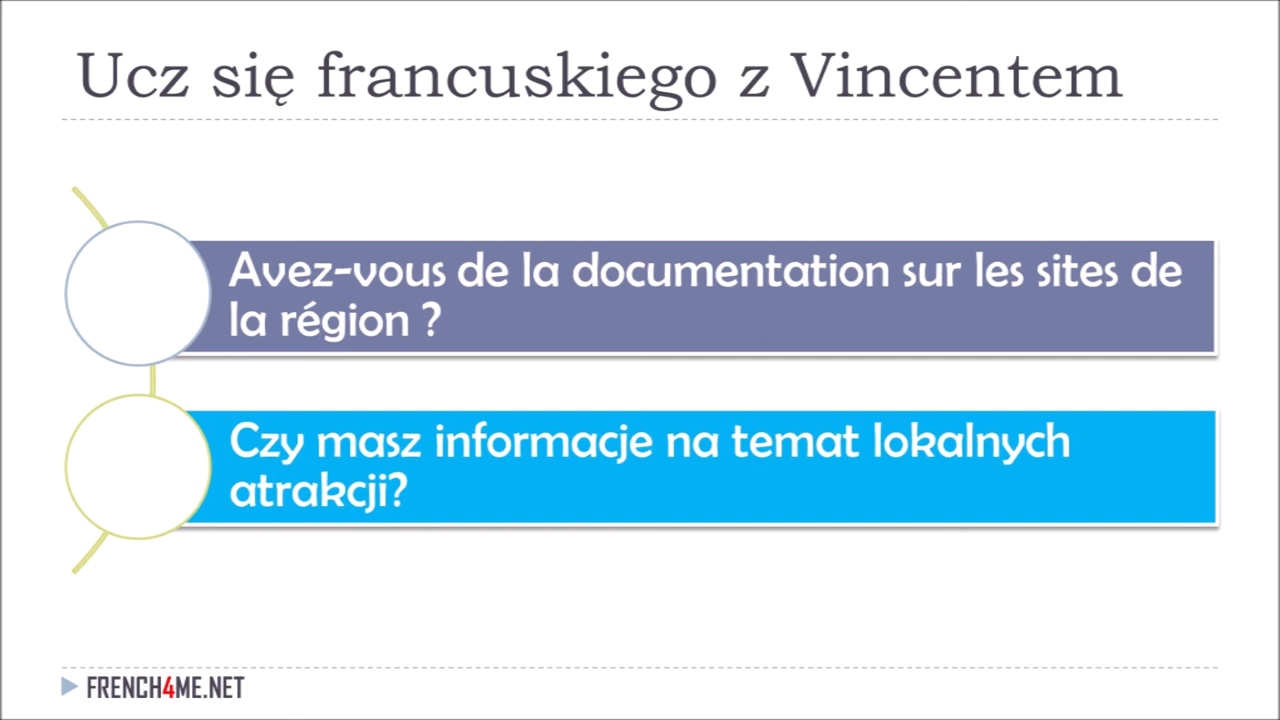 Ucz się francuskiego z Vincentem
Avez-vous de la documentation sur les sites de
la région ?
Czy masz informacje na temat lokalnych
atrakcji?
FRENCH4ME.NET